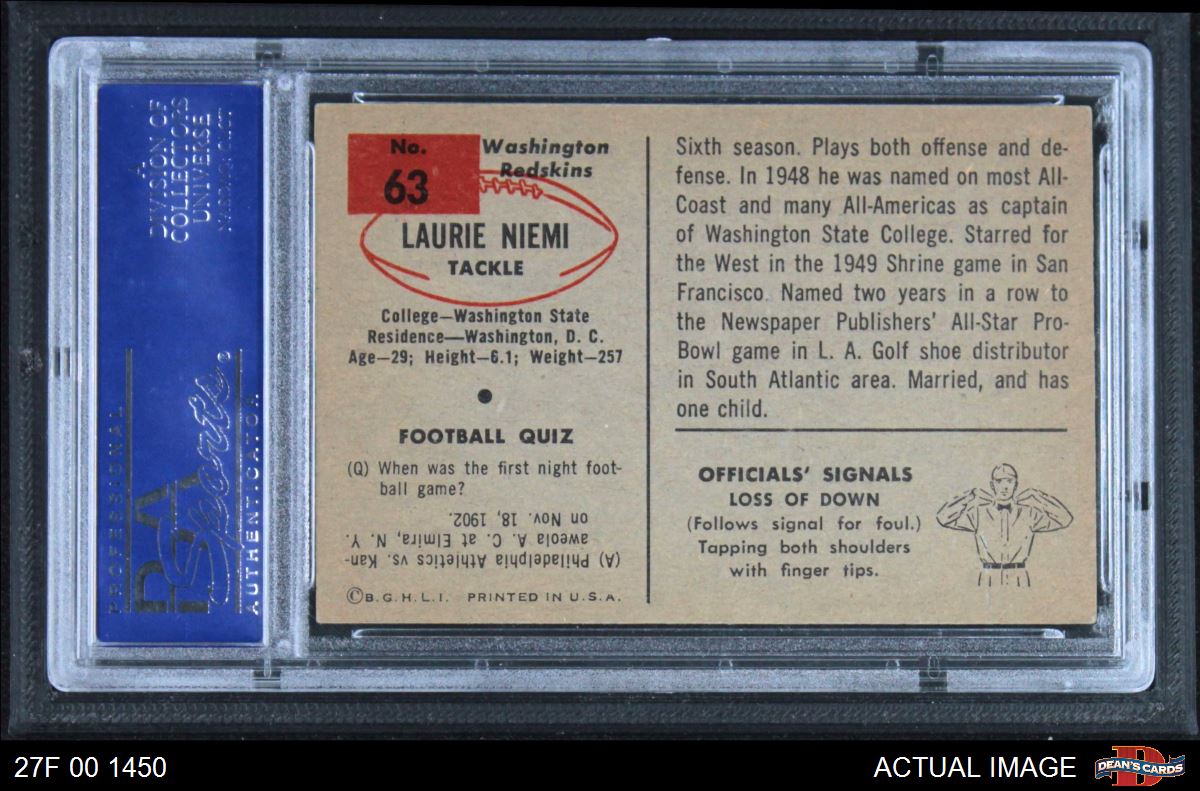 A
DIVISION OF
COLLECTORS
UNIVERSE
NASDAQ: CLCT
PROFESSIONAL
PSA
Sports
AUTHENTICATOR
No.
63
Washington
Redskins
LAURIE NIEMI
TACKLE
College—Washington State
Residence—Washington, D. C.
Age—29; Height—6.1; Weight—257
FOOTBALL QUIZ
(Q) When was the first night foot-
ball game?
(A) Philadelphia Athletics vs. Kan-
aweola A. C. at Elmira, N. Y.
on Nov. 18, 1902.
©B.G.H.L.I. PRINTED IN U.S.A.
Sixth season. Plays both offense and de-
fense. In 1948 he was named on most All-
Coast and many All-Americas as captain
of Washington State College. Starred for
the West in the 1949 Shrine game in San
Francisco. Named two years in a row to
the Newspaper Publishers' All-Star Pro-
Bowl game in L. A. Golf shoe distributor
in South Atlantic area. Married, and has
one child.
OFFICIALS' SIGNALS
LOSS OF DOWN
(Follows signal for foul.)
Tapping both shoulders
with finger tips.
27F 00 1450
ACTUAL IMAGE
DEAN'S CARDS